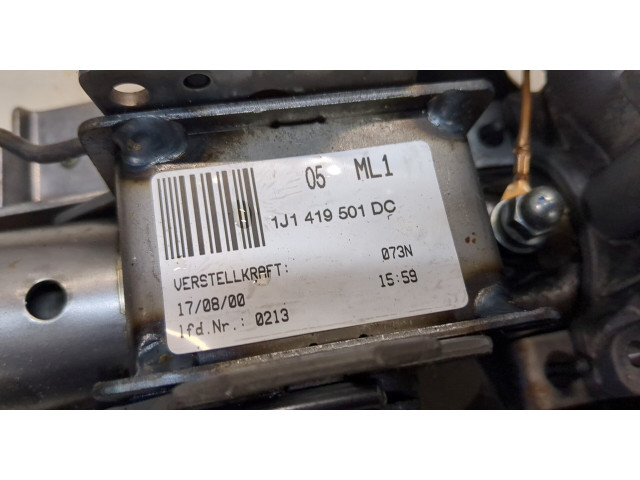 05 ML1
1J1 419 501 DC
VERSTELLKRAFT: 073N
17/08/00 15:59
lfd.Nr.: 0213